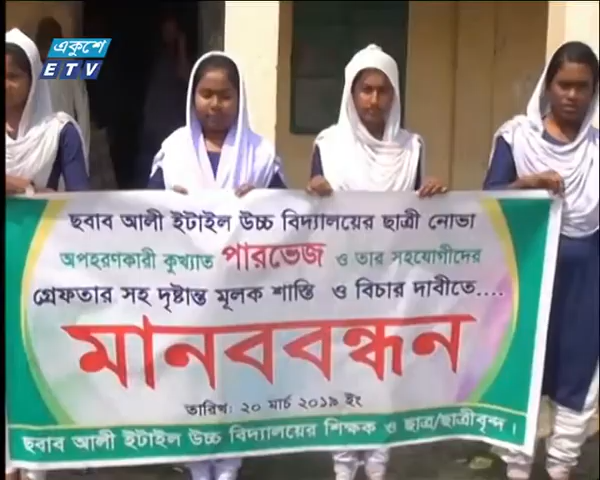 একুশে
ETV
ছবাব আলী ইটাইল উচ্চ বিদ্যালয়ের ছাত্রী নোভা
অপহরণকারী কুখ্যাত পারভেজ ও তার সহযোগীদের
গ্রেফতার সহ দৃষ্টান্ত মূলক শাস্তি ও বিচার দাবীতে....
মানববন্ধন
তারিখ: ২০ মার্চ ২০১৯ ইং
ছবাব আলী ইটাইল উচ্চ বিদ্যালয়ের শিক্ষক ও ছাত্র/ছাত্রীবৃন্দ।